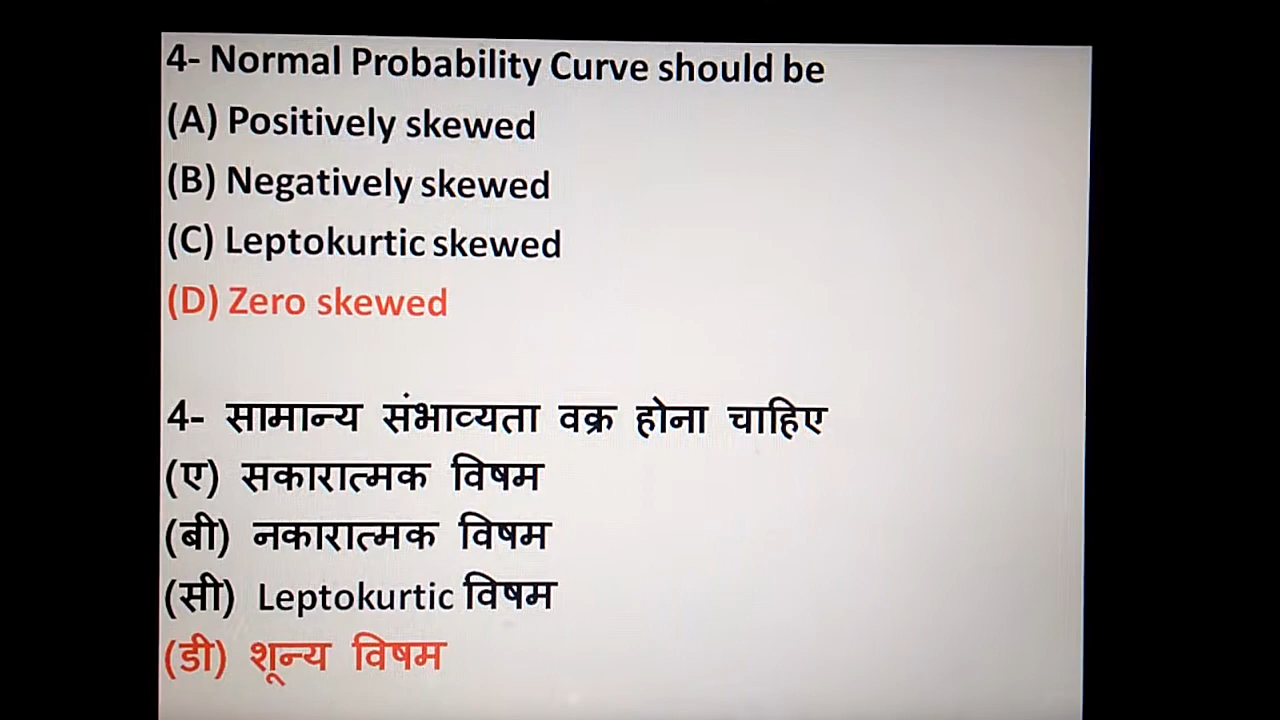 4- Normal Probability Curve should be
(A) Positively skewed
(B) Negatively skewed
(C) Leptokurtic skewed
(D) Zero skewed
4- सामान्य संभाव्यता वक्र होना चाहिए
(ए) सकारात्मक विषम
(बी) नकारात्मक विषम
(सी) Leptokurtic विषम
(डी) शून्य विषम